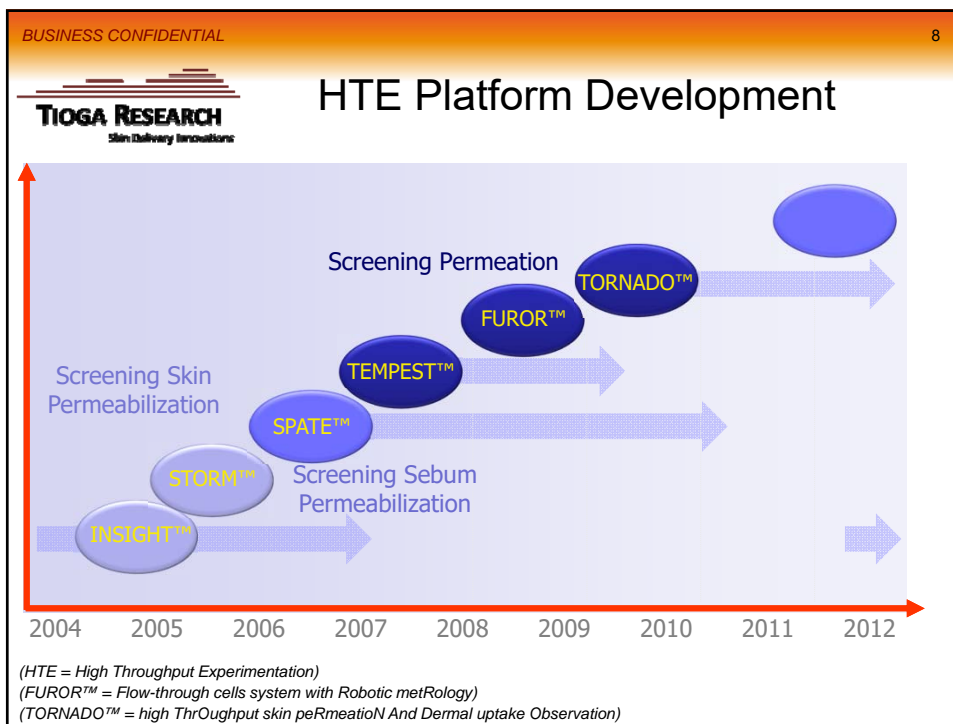 BUSINESS CONFIDENTIAL
8
TIOGA RESEARCH
Skin Delivery Innovations
HTE Platform Development
Screening Permeation
TORNADO™
FUROR™
TEMPEST™
Screening Skin
Permeabilization
SPATE™
STORM™
Screening Sebum
Permeabilization
INSIGHT™
2004 2005 2006 2007 2008 2009 2010 2011 2012
(HTE = High Throughput Experimentation)
(FUROR™ = Flow-through cells system with Robotic metRology)
(TORNADO™ = high ThrOughput skin peRmeatioN And Dermal uptake Observation)